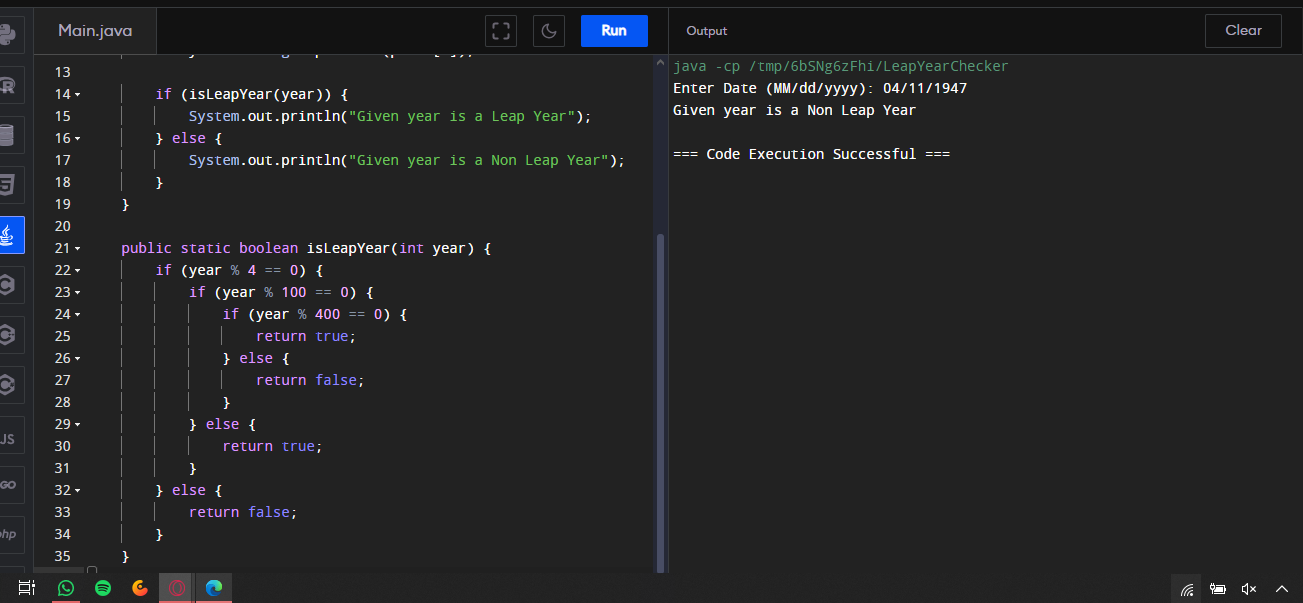 Main.java
Run
13
14 if (isLeapYear(year)) {
15 System.out.println("Given year is a Leap Year");
16 } else {
17 System.out.println("Given year is a Non Leap Year");
18 }
19 }
20
21 public static boolean isLeapYear(int year) {
22 if (year % 4 == 0) {
23 if (year % 100 == 0) {
24 if (year % 400 == 0) {
25 return true;
26 } else {
27 return false;
28 }
29 } else {
30 return true;
31 }
32 } else {
33 return false;
34 }
35 }
Output
Clear
java -cp /tmp/6bSNg6zFhi/LeapYearChecker
Enter Date (MM/dd/yyyy): 04/11/1947
Given year is a Non Leap Year
=== Code Execution Successful ===
R
5
JS
GO
php